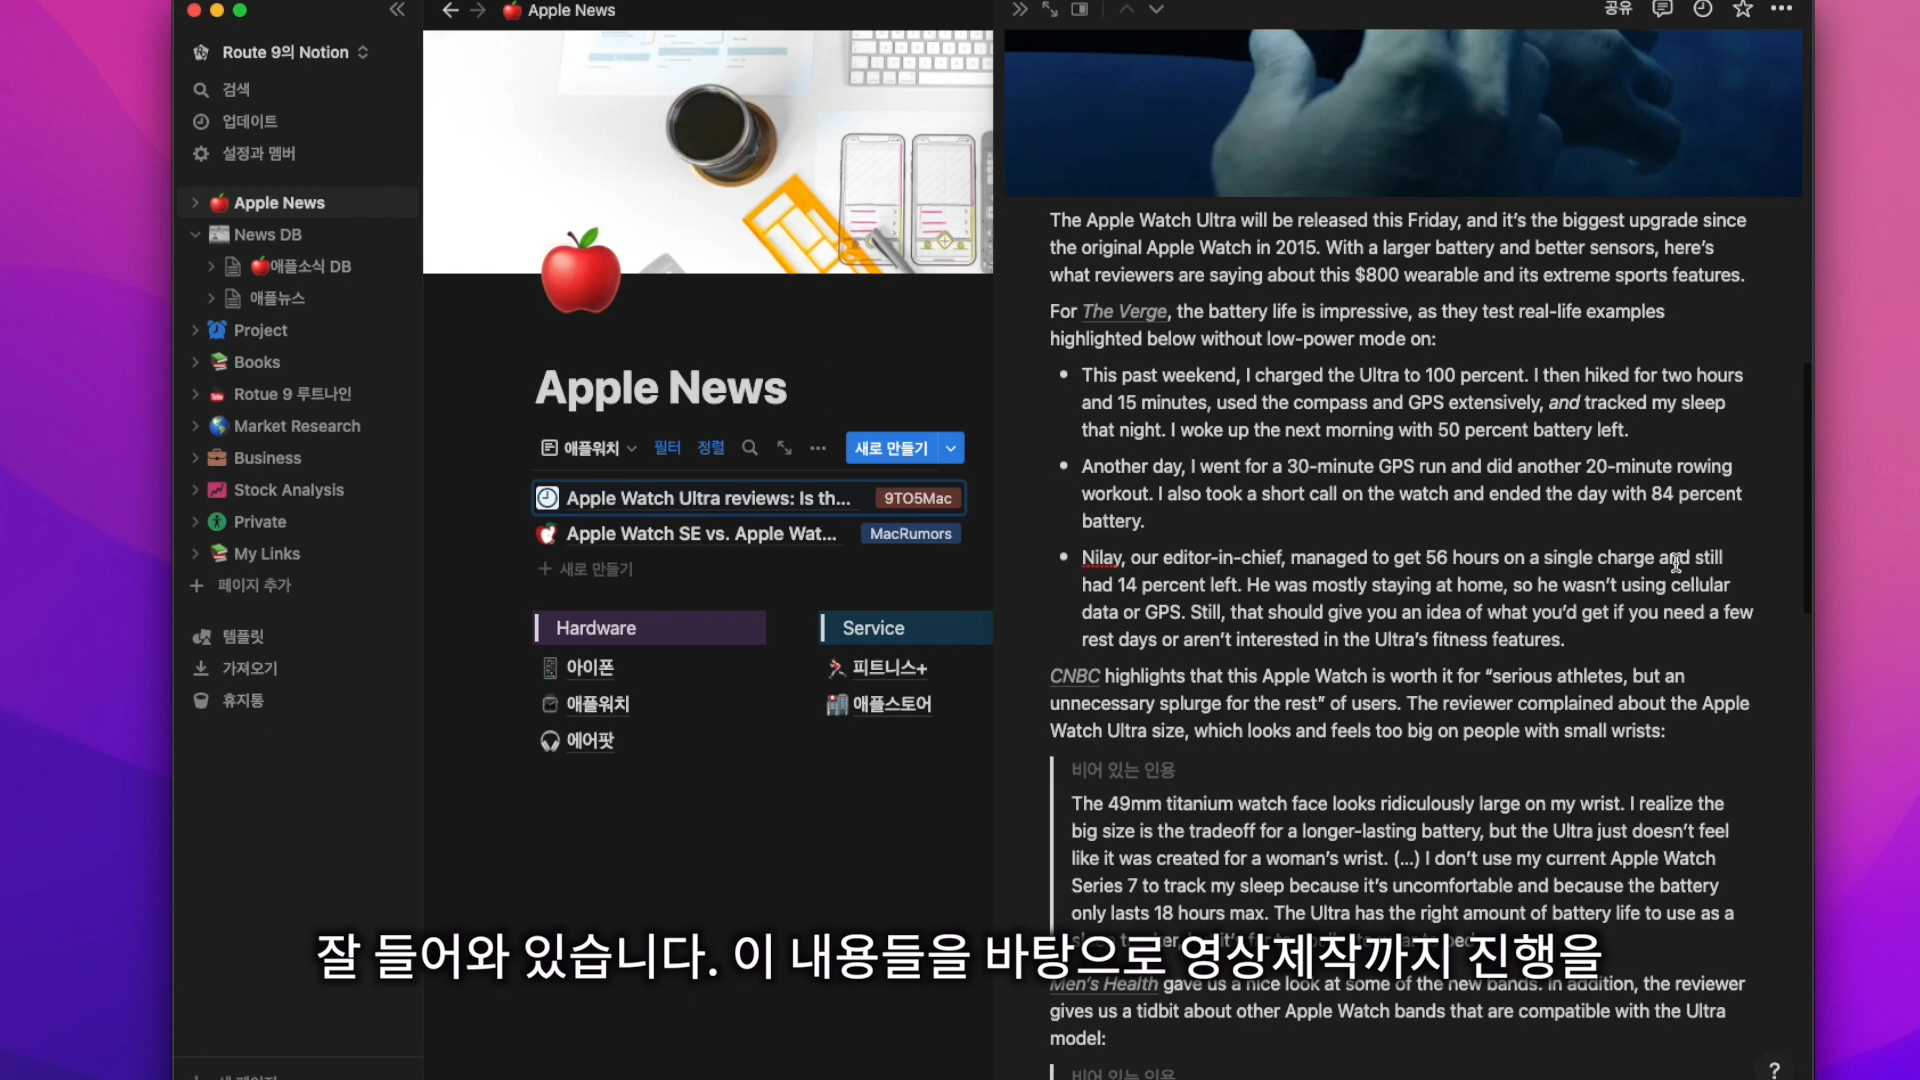 Apple News
공유
Route 9의 Notion
검색
업데이트
설정과 멤버
Apple News
News DB
애플소식 DB
애플뉴스
Project
Books
Rotue 9 루트나인
Market Research
Business
Stock Analysis
Private
My Links
페이지 추가
템플릿
가져오기
휴지통
Apple News
애플워치
필터
정렬
새로 만들기
Apple Watch Ultra reviews: Is th...
9TO5Mac
Apple Watch SE vs. Apple Wat...
MacRumors
새로 만들기
Hardware
아이폰
애플워치
에어팟
Service
피트니스+
애플스토어
The Apple Watch Ultra will be released this Friday, and it's the biggest upgrade since
the original Apple Watch in 2015. With a larger battery and better sensors, here's
what reviewers are saying about this $800 wearable and its extreme sports features.
For The Verge, the battery life is impressive, as they test real-life examples
highlighted below without low-power mode on:
• This past weekend, I charged the Ultra to 100 percent. I then hiked for two hours
and 15 minutes, used the compass and GPS extensively, and tracked my sleep
that night. I woke up the next morning with 50 percent battery left.
• Another day, I went for a 30-minute GPS run and did another 20-minute rowing
workout. I also took a short call on the watch and ended the day with 84 percent
battery.
• Nilay, our editor-in-chief, managed to get 56 hours on a single charge and still
had 14 percent left. He was mostly staying at home, so he wasn't using cellular
data or GPS. Still, that should give you an idea of what you'd get if you need a few
rest days or aren't interested in the Ultra's fitness features.
CNBC highlights that this Apple Watch is worth it for "serious athletes, but an
unnecessary splurge for the rest" of users. The reviewer complained about the Apple
Watch Ultra size, which looks and feels too big on people with small wrists:
비어 있는 인용
The 49mm titanium watch face looks ridiculously large on my wrist. I realize the
big size is the tradeoff for a longer-lasting battery, but the Ultra just doesn't feel
like it was created for a woman's wrist. (...) I don't use my current Apple Watch
Series 7 to track my sleep because it's uncomfortable and because the battery
only lasts 18 hours max. The Ultra has the right amount of battery life to use as a
잘 들어와 있습니다. 이 내용들을 바탕으로 영상제작까지 진행을
Men's Health gave us a nice look at some of the new bands. In addition, the reviewer
gives us a tidbit about other Apple Watch bands that are compatible with the Ultra
model:
비어 있는 인용
?